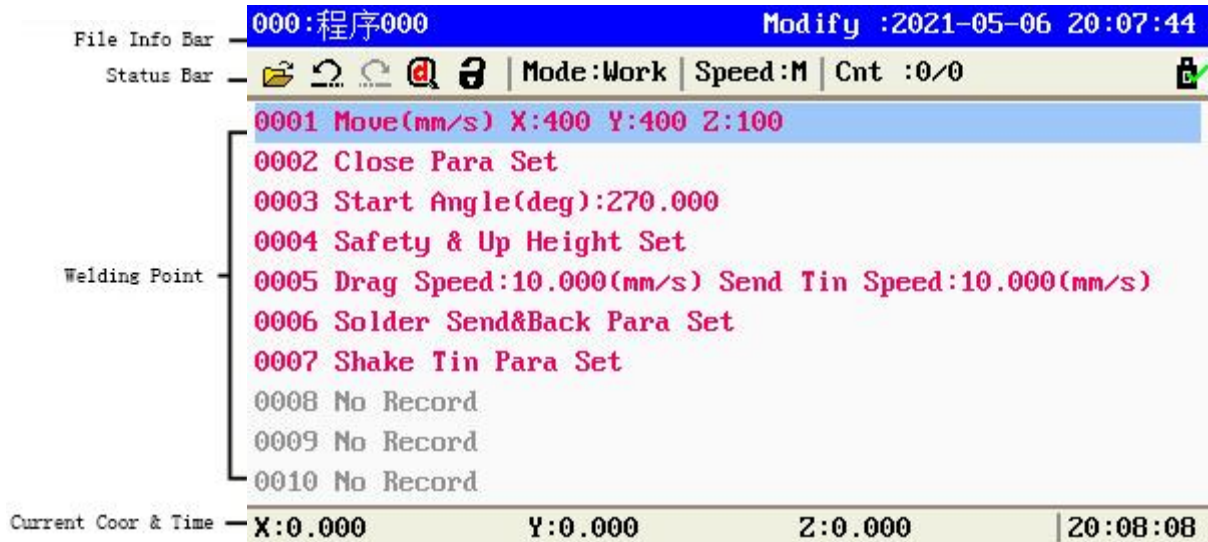 File Info Bar
000:程序000 Modify :2021-05-06 20:07:44
Status Bar
d Mode:Work Speed:M Cnt :0/0
0001 Move(mm/s) X:400 Y:400 Z:100
0002 Close Para Set
0003 Start Angle(deg):270.000
0004 Safety & Up Height Set
Welding Point
0005 Drag Speed:10.000(mm/s) Send Tin Speed:10.000(mm/s)
0006 Solder Send&Back Para Set
0007 Shake Tin Para Set
0008 No Record
0009 No Record
0010 No Record
Current Coor & Time
X:0.000 Y:0.000 Z:0.000 20:08:08